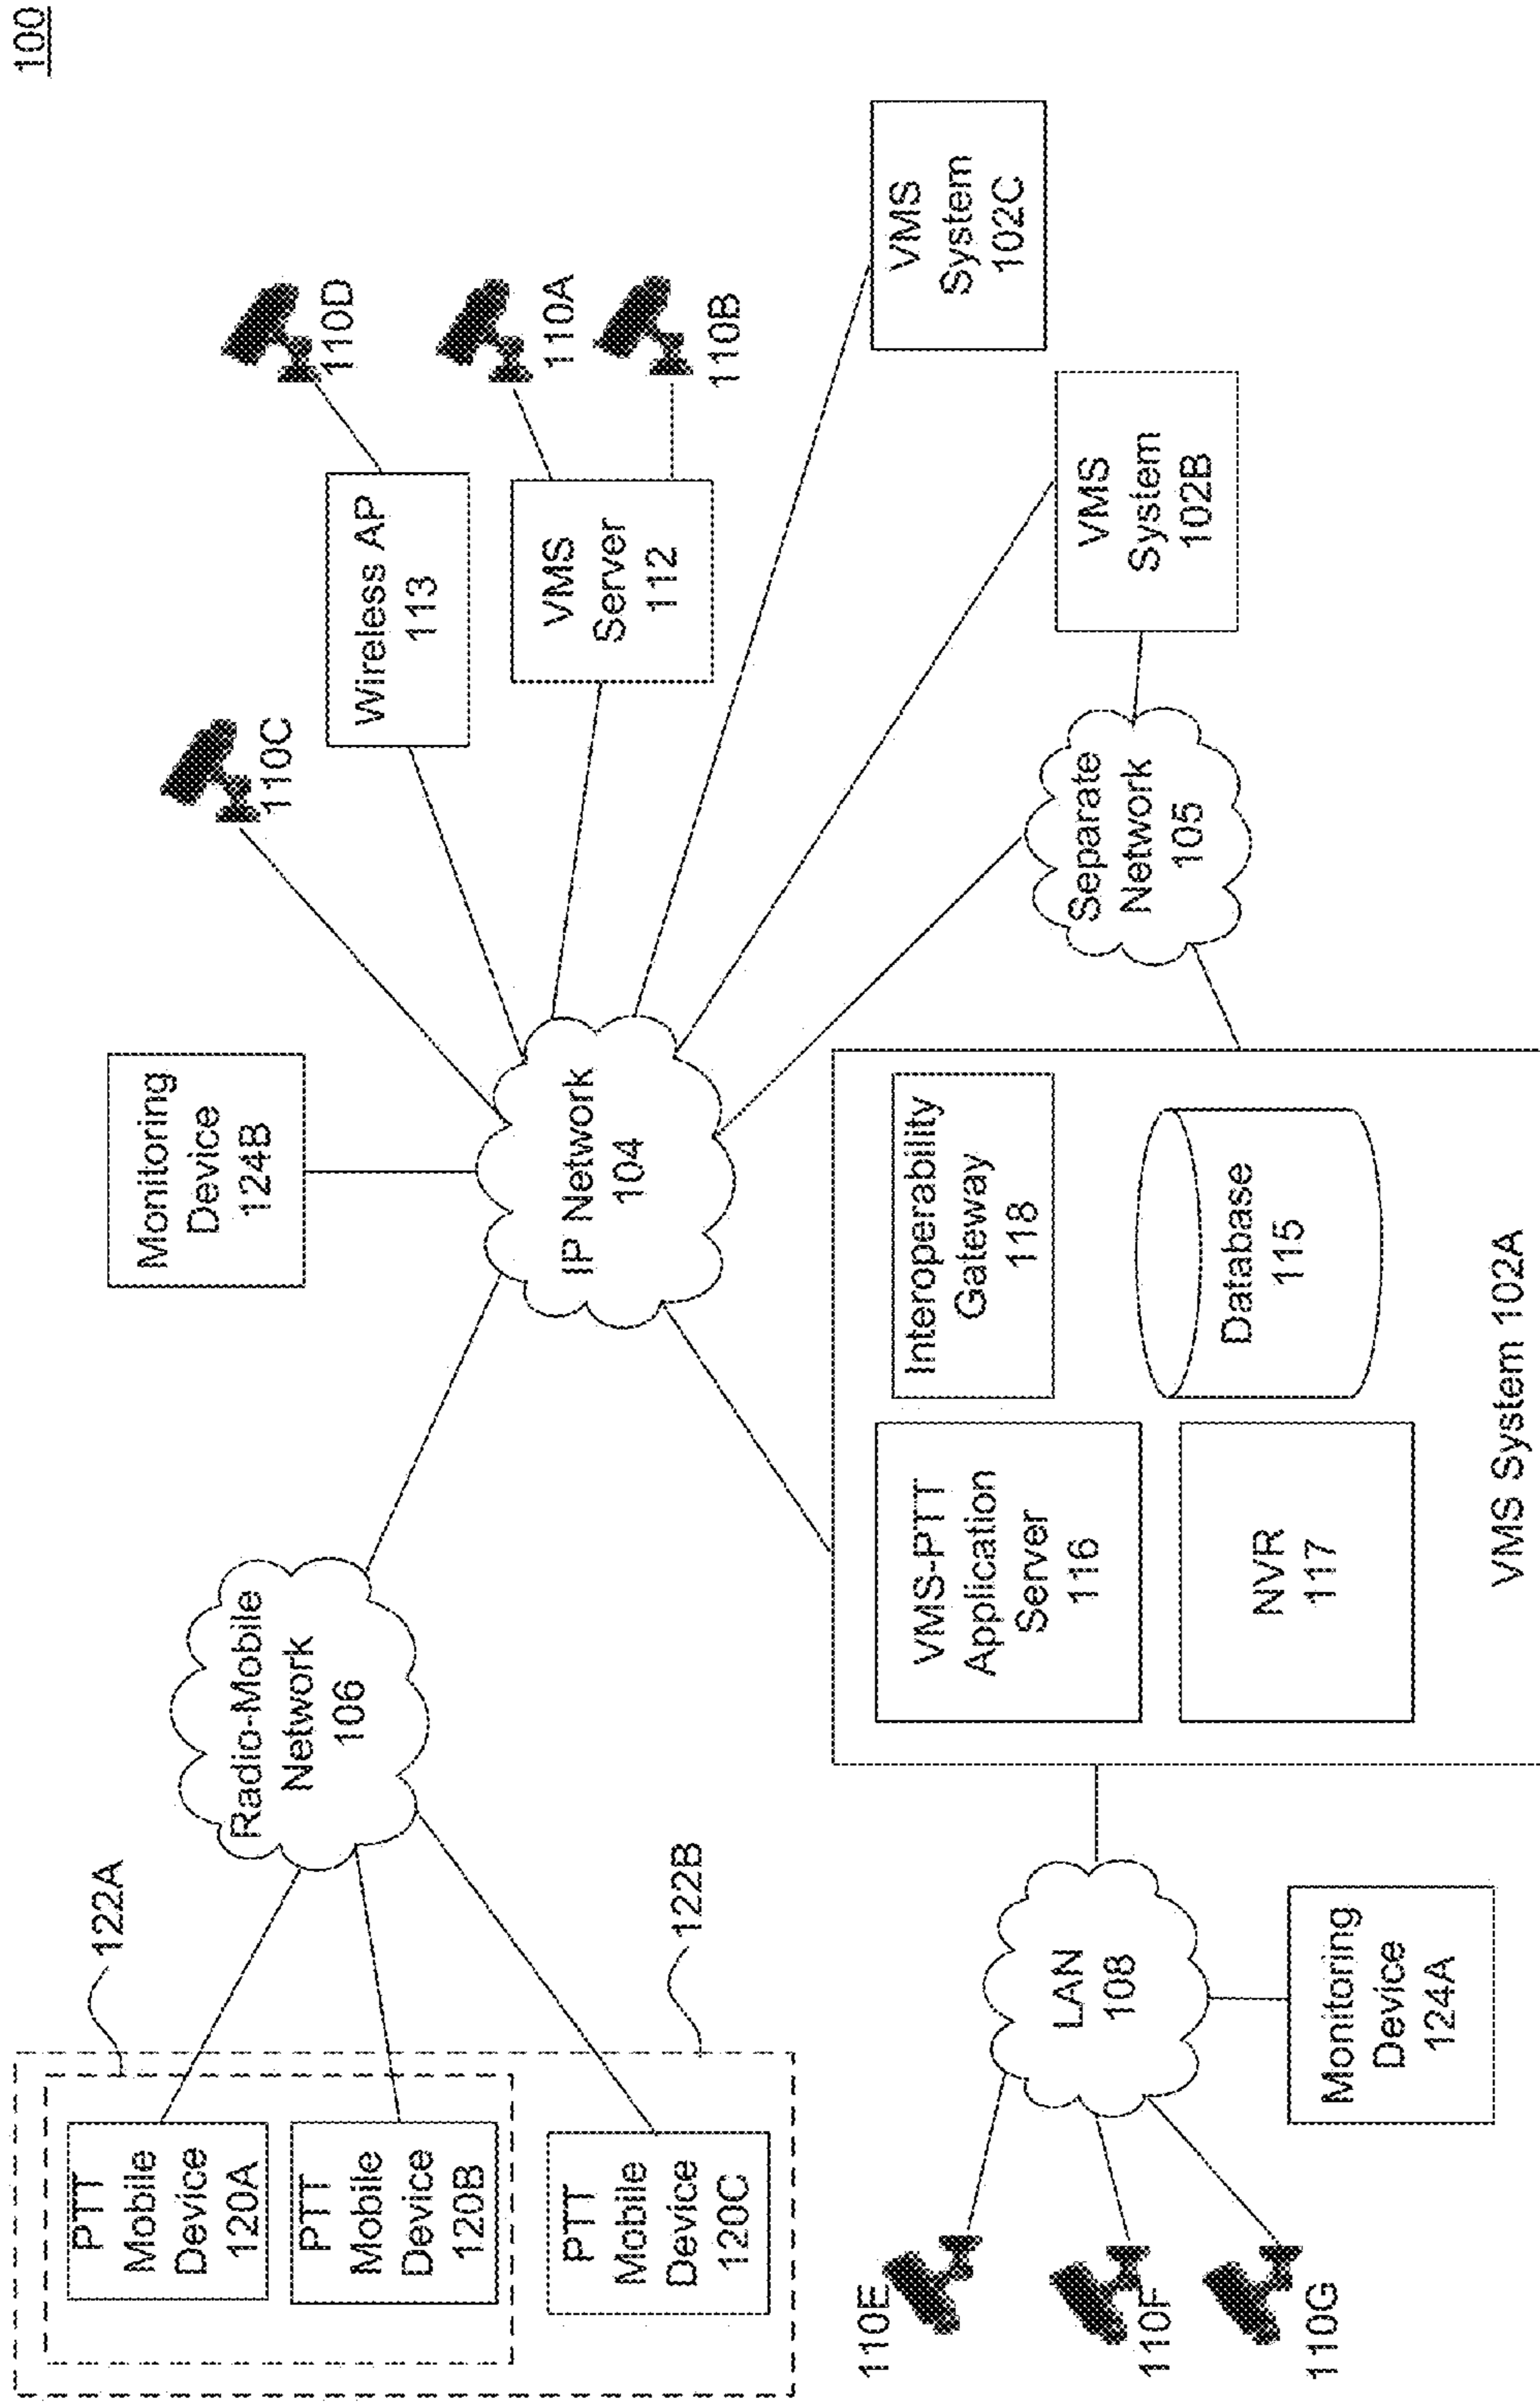 100
PTT
Mobile
Device
120A
PTT
Mobile
Device
120B
PTT
Mobile
Device
120C
122A
122B
Radio-Mobile
Network
106
Monitoring
Device
124B
IP Network
104
110C
Wireless AP
113
110D
VMS
Server
112
110A
110B
VMS
System
102C
VMS
System
102B
Separate
Network
105
110E
110F
110G
LAN
108
Monitoring
Device
124A
VMS-PTT
Application
Server
116
Interoperability
Gateway
118
NVR
117
Database
115
VMS System 102A